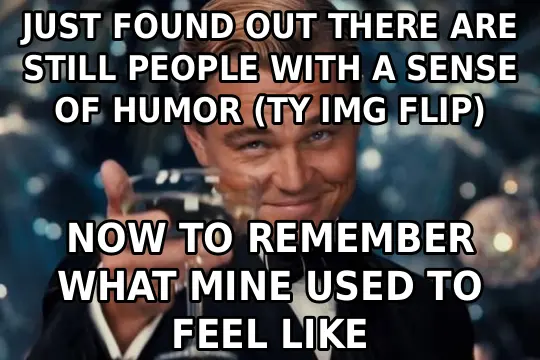 JUST FOUND OUT THERE ARE
STILL PEOPLE WITH A SENSE
OF HUMOR (TY IMG FLIP)
NOW TO REMEMBER
WHAT MINE USED TO
FEEL LIKE